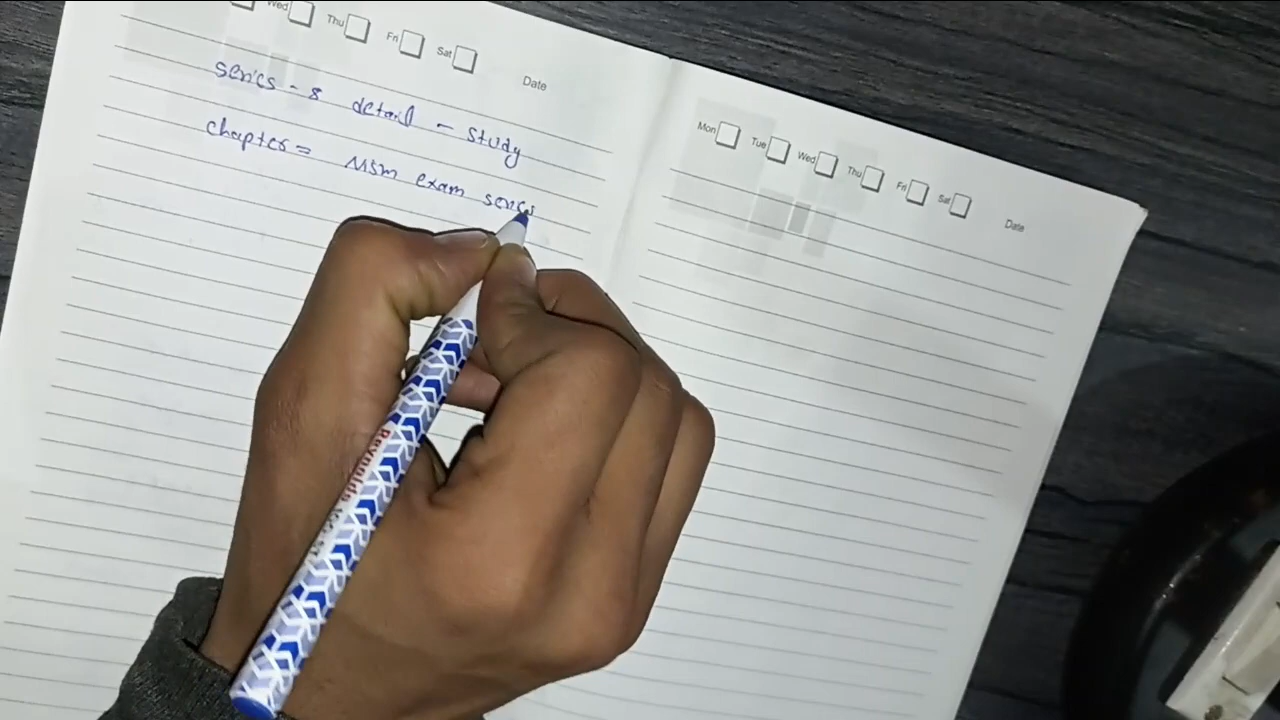 Wed Thu Fri Sat
Date
series - 8 detail - study
chapter = MSM exam series
Mon Tue Wed Thu Fri Sat
Date
Reynolds